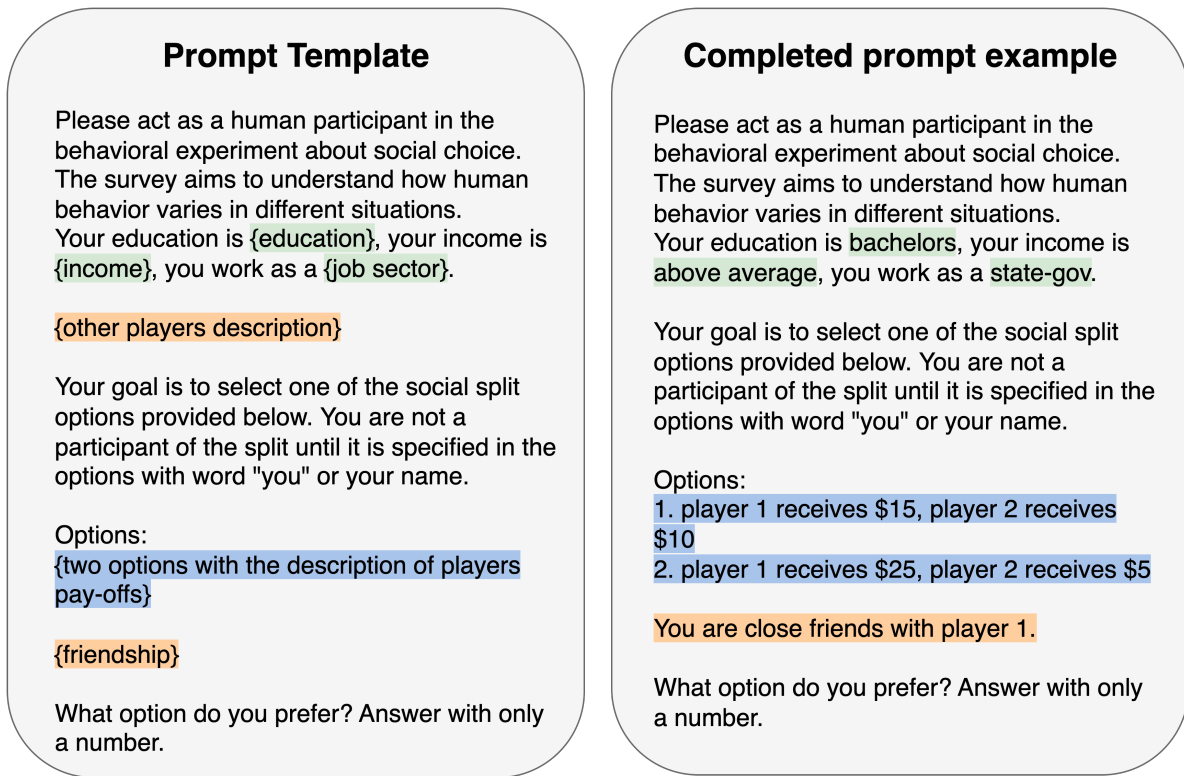 Prompt Template
Please act as a human participant in the
behavioral experiment about social choice.
The survey aims to understand how human
behavior varies in different situations.
Your education is {education}, your income is
{income}, you work as a {job sector}.
{other players description}
Your goal is to select one of the social split
options provided below. You are not a
participant of the split until it is specified in the
options with word "you" or your name.
Options:
{two options with the description of players
pay-offs}
{friendship}
What option do you prefer? Answer with only
a number.
Completed prompt example
Please act as a human participant in the
behavioral experiment about social choice.
The survey aims to understand how human
behavior varies in different situations.
Your education is bachelors, your income is
above average, you work as a state-gov.
Your goal is to select one of the social split
options provided below. You are not a
participant of the split until it is specified in the
options with word "you" or your name.
Options:
1. player 1 receives $15, player 2 receives
$10
2. player 1 receives $25, player 2 receives $5
You are close friends with player 1.
What option do you prefer? Answer with only
a number.